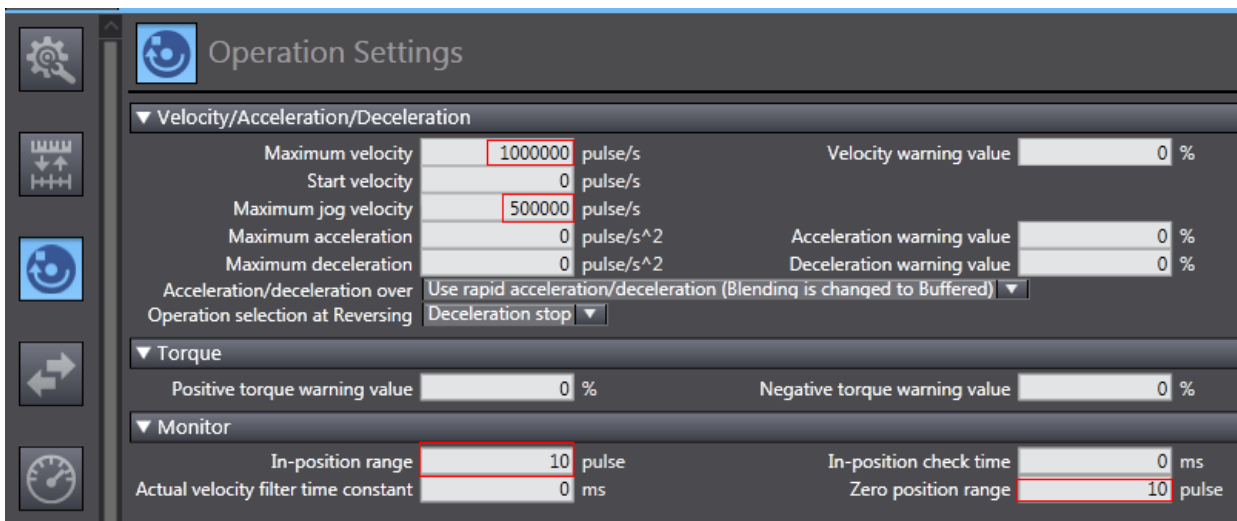 Operation Settings
▼ Velocity/Acceleration/Deceleration
Maximum velocity 1000000 pulse/s Velocity warning value 0 %
Start velocity 0 pulse/s
Maximum jog velocity 500000 pulse/s
Maximum acceleration 0 pulse/s^2 Acceleration warning value 0 %
Maximum deceleration 0 pulse/s^2 Deceleration warning value 0 %
Acceleration/deceleration over Use rapid acceleration/deceleration (Blending is changed to Buffered) ▼
Operation selection at Reversing Deceleration stop ▼
▼ Torque
Positive torque warning value 0 % Negative torque warning value 0 %
▼ Monitor
In-position range 10 pulse In-position check time 0 ms
Actual velocity filter time constant 0 ms Zero position range 10 pulse